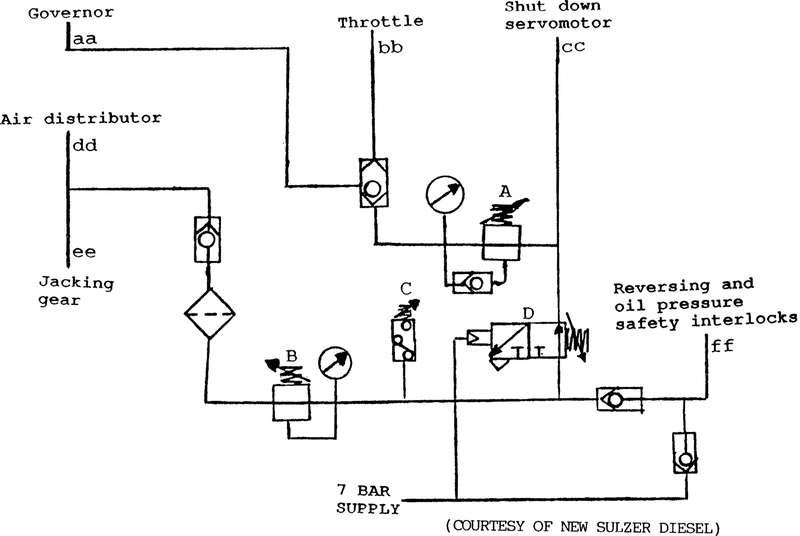 Governor
aa
Throttle
bb
Shut down
servomotor
cc
Air distributor
dd
ee
Jacking
gear
A
B
C
D
Reversing and
oil pressure
safety interlocks
ff
7 BAR
SUPPLY
(COURTESY OF NEW SULZER DIESEL)